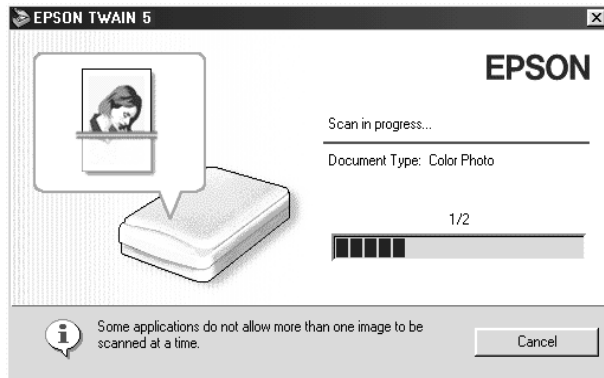 EPSON TWAIN 5
EPSON
Scan in progress...
Document Type: Color Photo
1/2
Some applications do not allow more than one image to be
scanned at a time.
Cancel